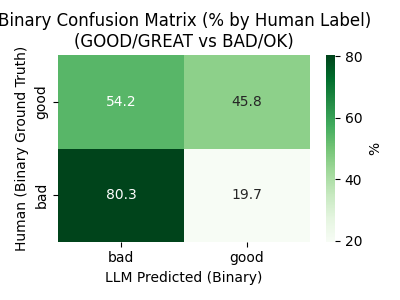 Binary Confusion Matrix (% by Human Label)
(GOOD/GREAT vs BAD/OK)
Human (Binary Ground Truth)
good
bad
54.2
45.8
80.3
19.7
bad
good
LLM Predicted (Binary)
80
60
40
20
%